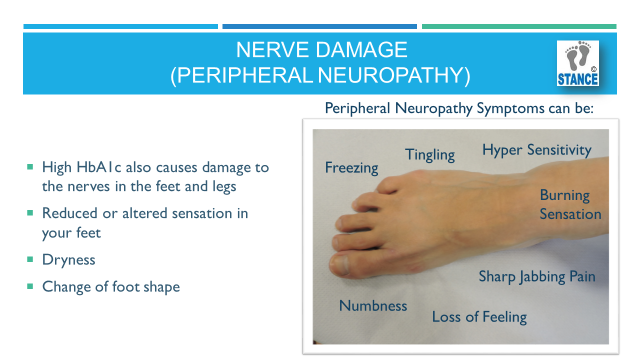 NERVE DAMAGE
(PERIPHERAL NEUROPATHY)
STANCE
Peripheral Neuropathy Symptoms can be:
High HbA1c also causes damage to
the nerves in the feet and legs
Reduced or altered sensation in
your feet
Dryness
Change of foot shape
Freezing
Tingling
Hyper Sensitivity
Burning
Sensation
Sharp Jabbing Pain
Numbness
Loss of Feeling